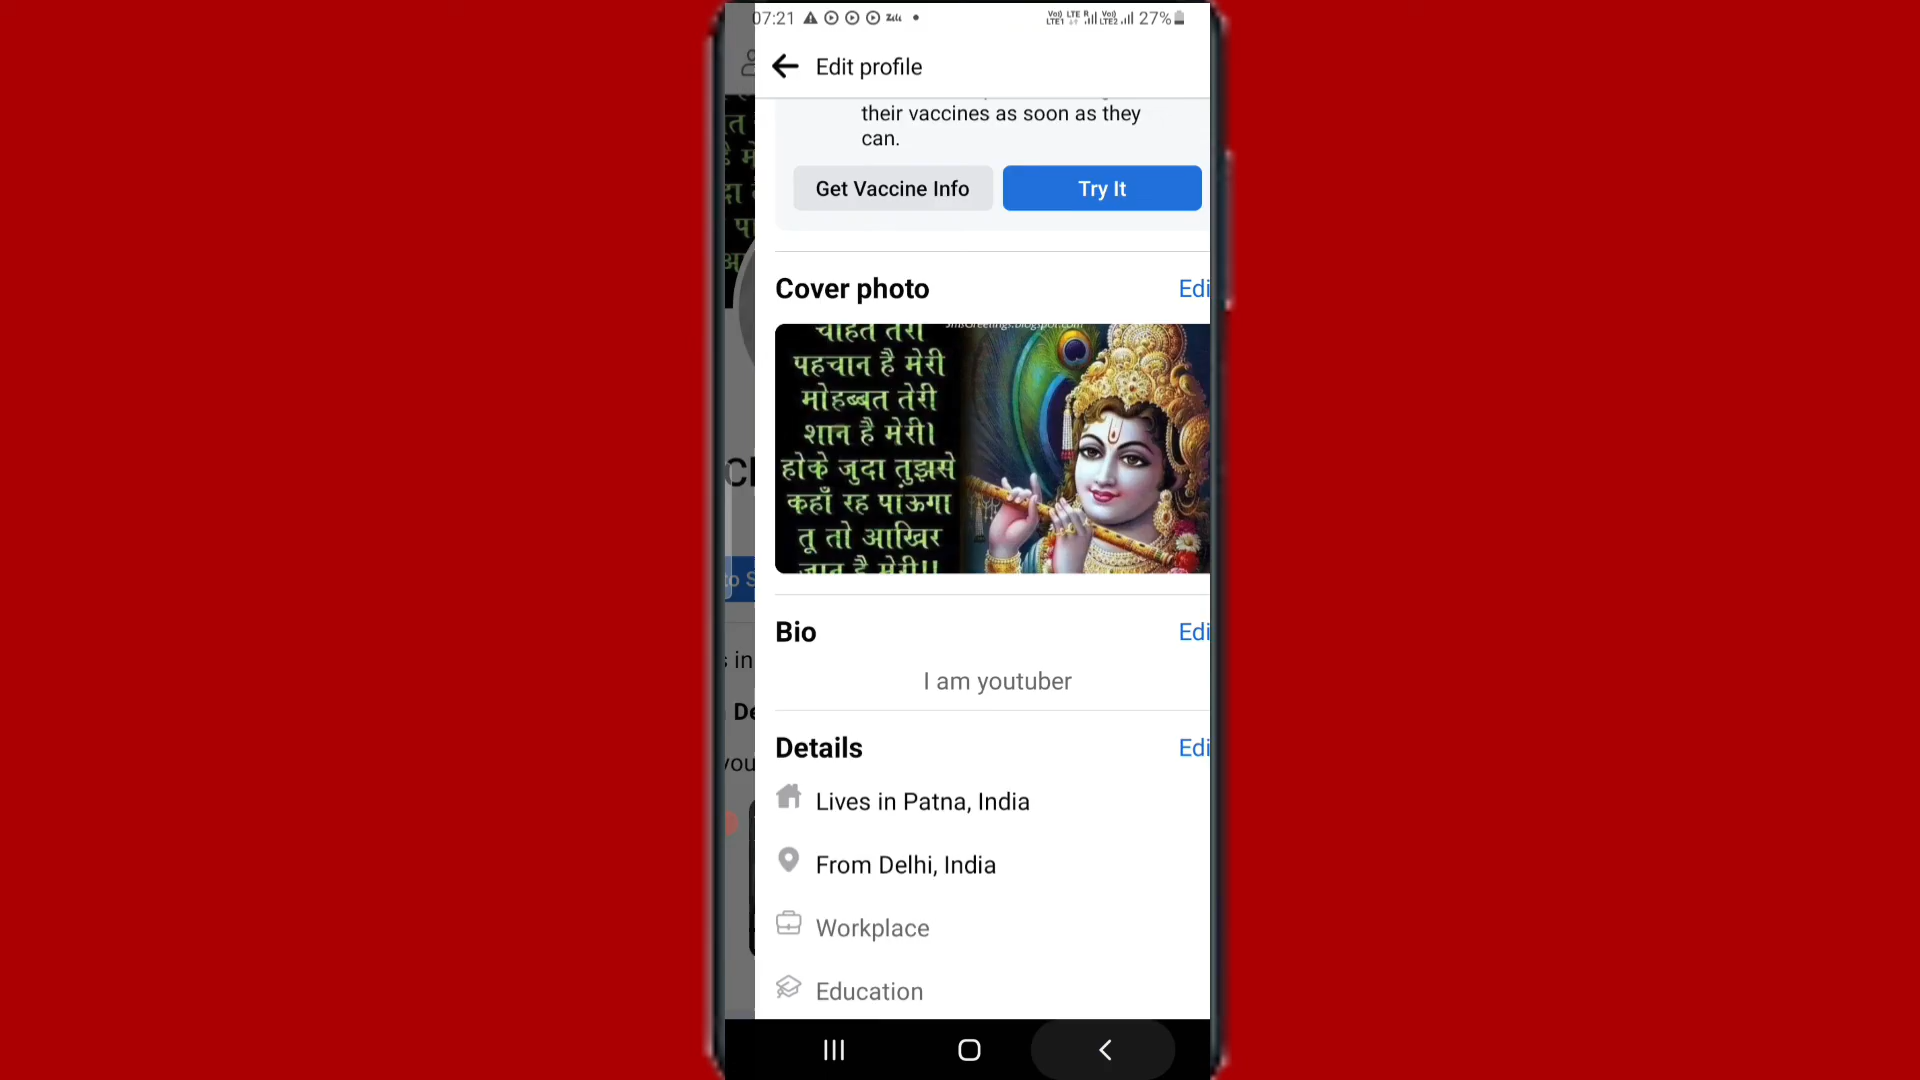 07:21
27%
Edit profile
their vaccines as soon as they
can.
Get Vaccine Info
Try It
Cover photo
Edi
चाहत तेरी
पहचान है मेरी
मोहब्बत तेरी
शान है मेरी।
होके जुदा तुझसे
कहाँ रह पाऊंगा
तू तो आखिर
जान है मेरी!!
Bio
Edi
I am youtuber
Details
Edi
Lives in Patna, India
From Delhi, India
Workplace
Education